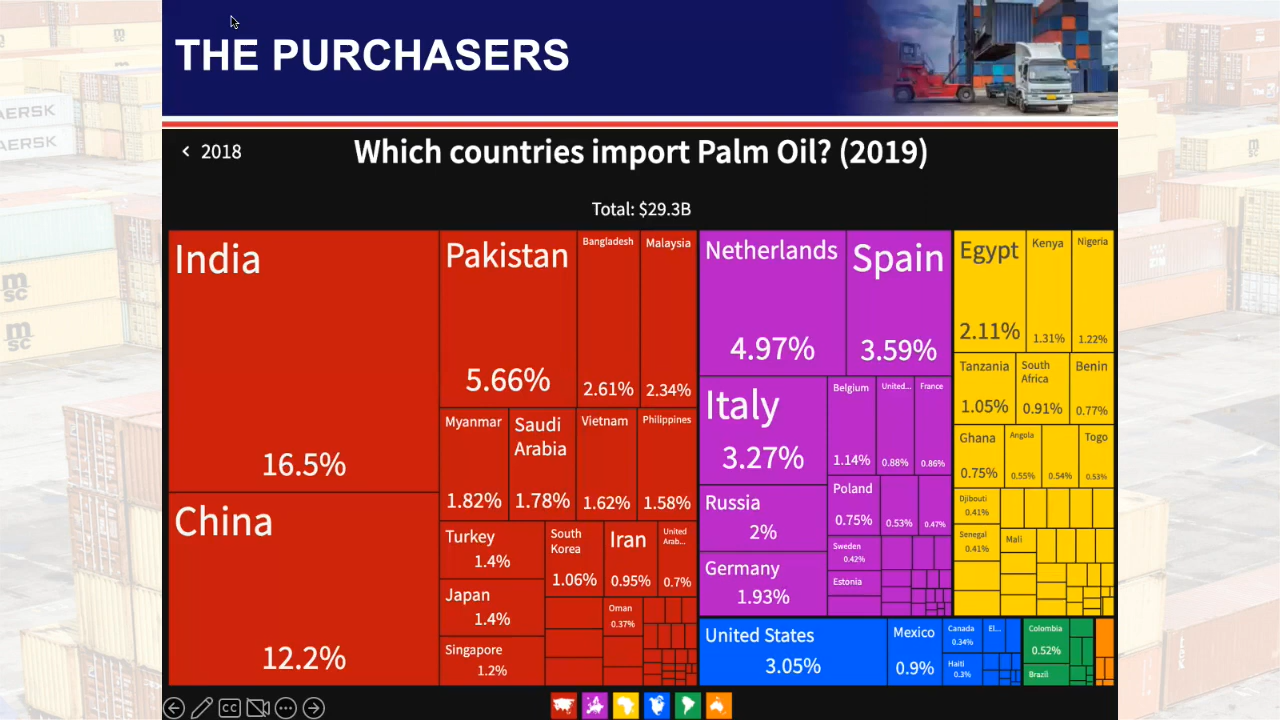 THE PURCHASERS
AERSK
AERSK
msc
msc
‹ 2018
Which countries import Palm Oil? (2019)
Total: $29.3B
India
16.5%
China
12.2%
Pakistan
5.66%
Bangladesh
2.61%
Malaysia
2.34%
Myanmar
1.82%
Saudi
Arabia
1.78%
Vietnam
1.62%
Philippines
1.58%
Turkey
1.4%
Japan
1.4%
Singapore
1.2%
South
Korea
1.06%
Iran
0.95%
United
Arab...
0.7%
Oman
0.37%
Netherlands
4.97%
Spain
3.59%
Italy
3.27%
Russia
2%
Germany
1.93%
Belgium
1.14%
United...
0.88%
France
0.86%
Poland
0.75%
0.53%
0.47%
Sweden
0.42%
Estonia
Egypt
2.11%
Kenya
1.31%
Nigeria
1.22%
Tanzania
1.05%
South
Africa
0.91%
Benin
0.77%
Ghana
0.75%
Angola
0.55%
0.54%
Togo
0.53%
Djibouti
0.41%
Senegal
0.41%
Mali
United States
3.05%
Mexico
0.9%
Canada
0.34%
El...
Haiti
0.3%
Colombia
0.52%
Brazil
CC